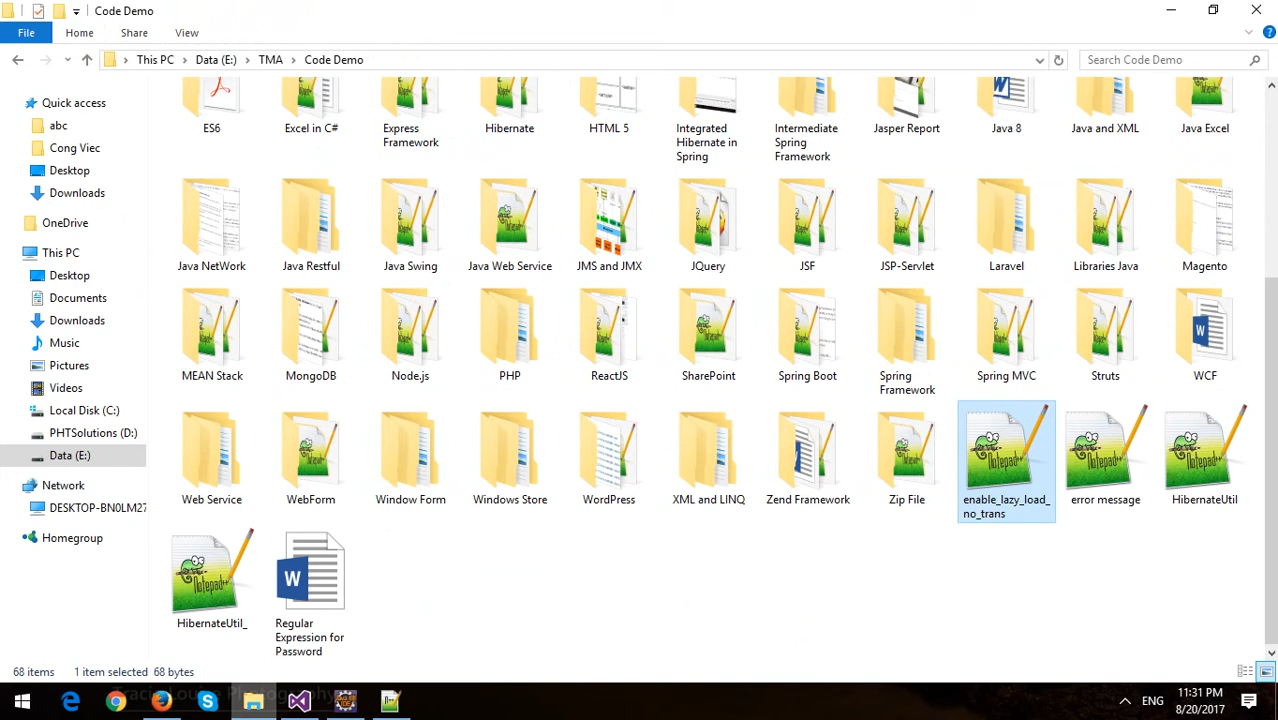 Code Demo
File Home Share View
This PC Data (E:) TMA Code Demo
Search Code Demo
Quick access
abc
Cong Viec
Desktop
Downloads
OneDrive
This PC
Desktop
Documents
Downloads
Music
Pictures
Videos
Local Disk (C:)
PHTSolutions (D:)
Data (E:)
Network
DESKTOP-BN0LM27
Homegroup
ES6
Excel in C#
Express
Framework
Hibernate
HTML 5
Integrated
Hibernate in
Spring
Intermediate
Spring
Framework
Jasper Report
Java 8
Java and XML
Java Excel
Java NetWork
Java Restful
Java Swing
Java Web Service
JMS and JMX
JQuery
JSF
JSP-Servlet
Laravel
Libraries Java
Magento
MEAN Stack
MongoDB
Node.js
PHP
ReactJS
SharePoint
Spring Boot
Spring
Framework
Spring MVC
Struts
WCF
Web Service
WebForm
Window Form
Windows Store
WordPress
XML and LINQ
Zend Framework
Zip File
enable_lazy_load_
no_trans
error message
HibernateUtil
HibernateUtil_
Regular
Expression for
Password
68 items 1 item selected 68 bytes
ENG
11:31 PM
8/20/2017